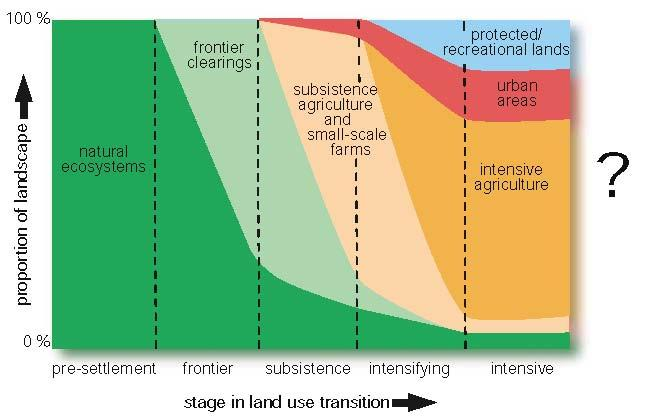 100 %
protected/
recreational lands
frontier
clearings
urban
areas
subsistence
agriculture
and
small-scale
farms
natural
ecosystems
intensive
agriculture
?
proportion of landscape
0 %
pre-settlement frontier subsistence intensifying intensive
stage in land use transition